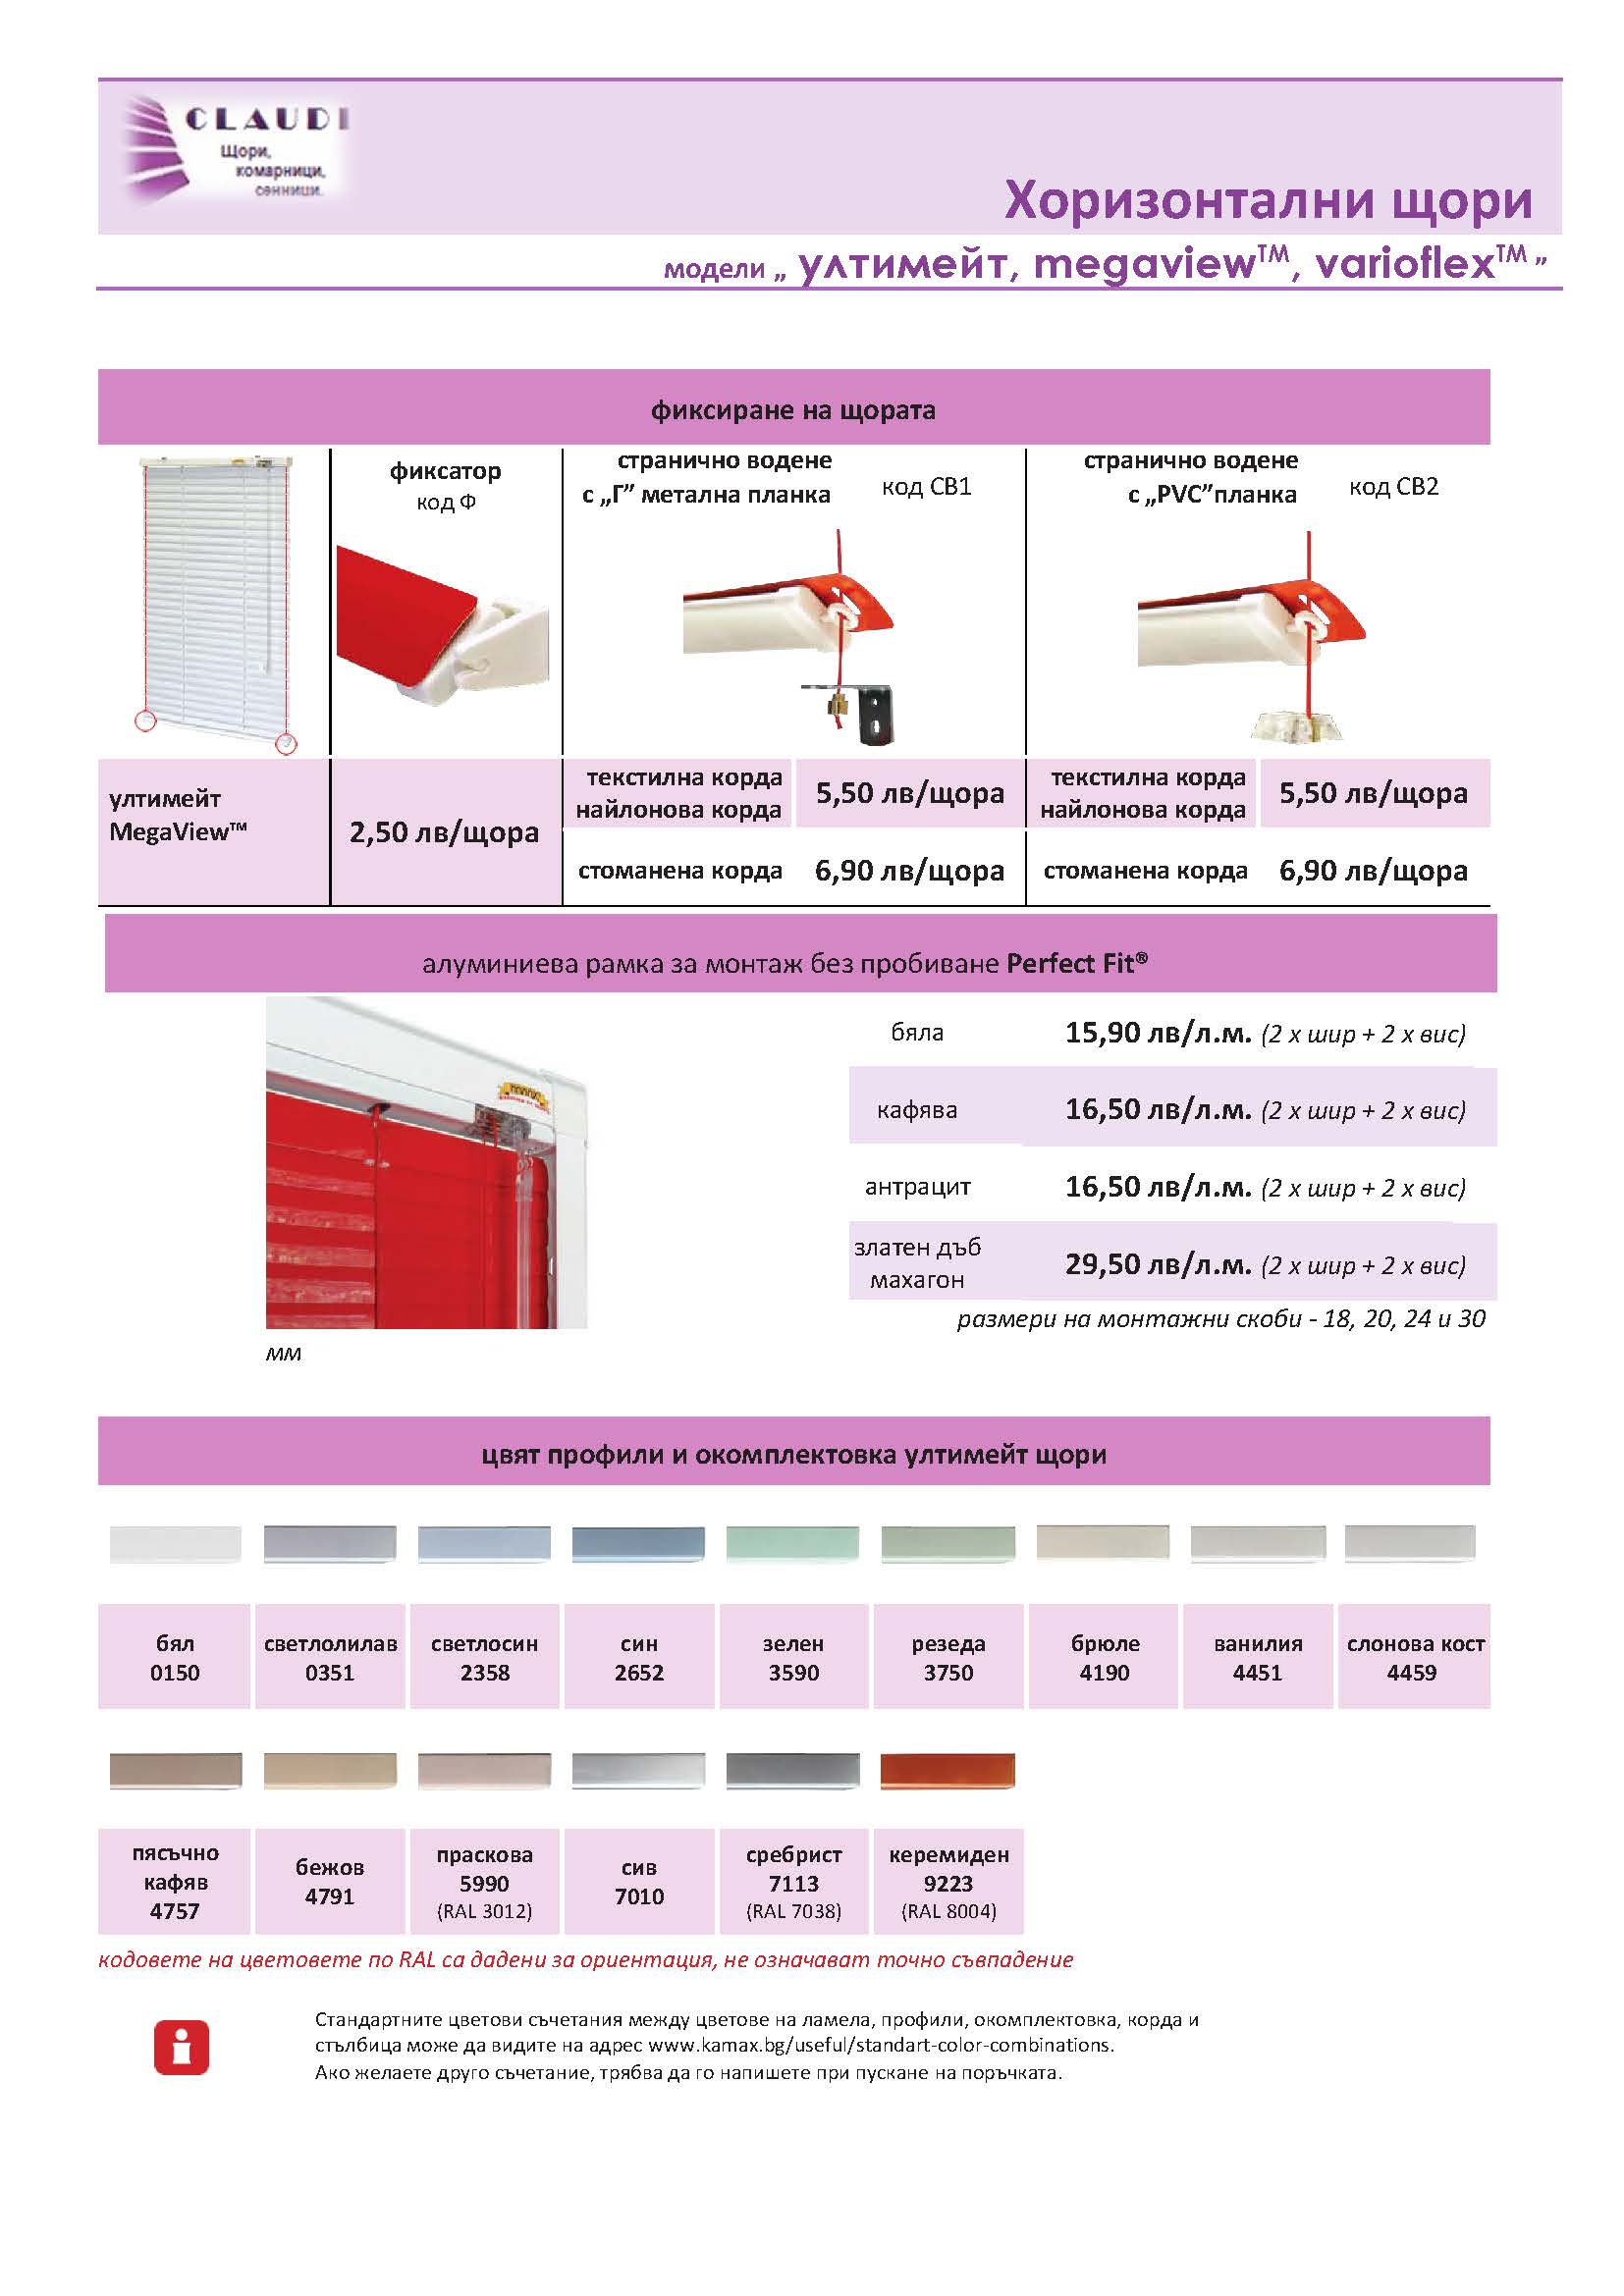 CLAUDI
Щори,
комарници,
сенници.
Хоризонтални щори
модели „ ултимейт, megaview™, varioflex™ ”
фиксиране на щората
фиксатор
код Ф
странично водене
с „Г” метална планка
код СВ1
странично водене
с „PVC”планка
код СВ2
ултимейт
MegaView™
2,50 лв/щора
текстилна корда
найлонова корда
5,50 лв/щора
текстилна корда
найлонова корда
5,50 лв/щора
стоманена корда
6,90 лв/щора
стоманена корда
6,90 лв/щора
алуминиева рамка за монтаж без пробиване Perfect Fit®
бяла
15,90 лв/л.м. (2 х шир + 2 х вис)
кафява
16,50 лв/л.м. (2 х шир + 2 х вис)
антрацит
16,50 лв/л.м. (2 х шир + 2 х вис)
златен дъб
махагон
29,50 лв/л.м. (2 х шир + 2 х вис)
размери на монтажни скоби - 18, 20, 24 и 30
мм
цвят профили и окомплектовка ултимейт щори
бял
0150
светлолилав
0351
светлосин
2358
син
2652
зелен
3590
резеда
3750
брюле
4190
ванилия
4451
слонова кост
4459
пясъчно
кафяв
4757
бежов
4791
праскова
5990
(RAL 3012)
сив
7010
сребрист
7113
(RAL 7038)
керемиден
9223
(RAL 8004)
кодовете на цветовете по RAL са дадени за ориентация, не означават точно съвпадение
Стандартните цветови съчетания между цветове на ламела, профили, окомплектовка, корда и
стълбица може да видите на адрес www.kamax.bg/useful/standart-color-combinations.
Ако желаете друго съчетание, трябва да го напишете при пускане на поръчката.